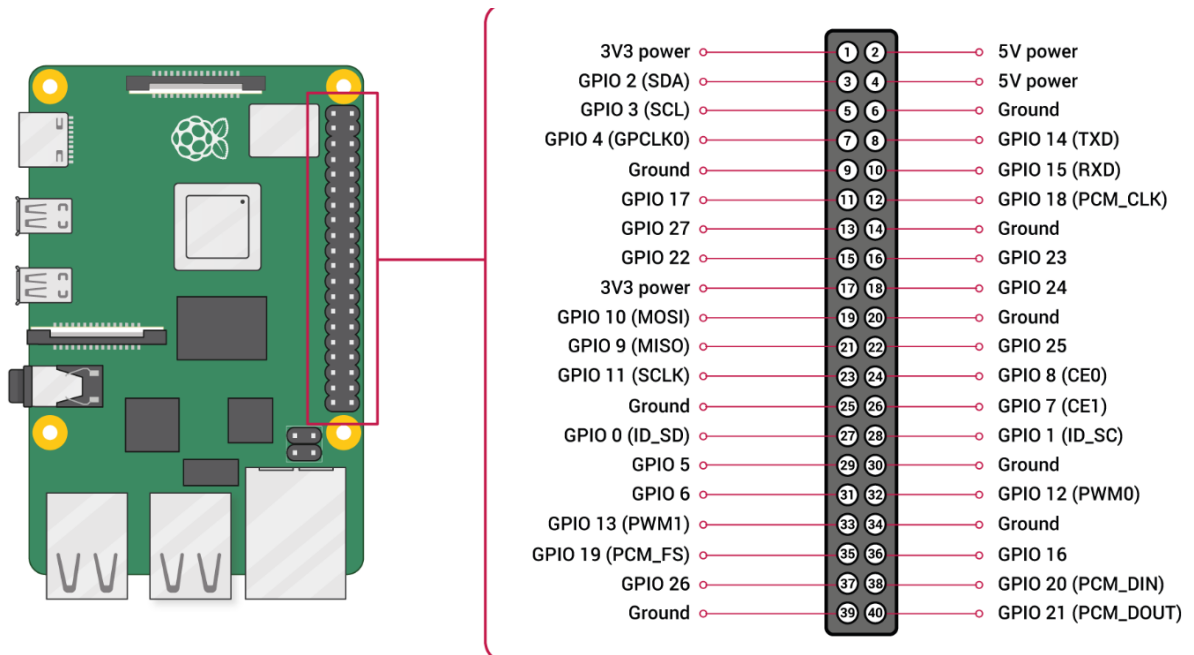 3V3 power 1 2 5V power
GPIO 2 (SDA) 3 4 5V power
GPIO 3 (SCL) 5 6 Ground
GPIO 4 (GPCLK0) 7 8 GPIO 14 (TXD)
Ground 9 10 GPIO 15 (RXD)
GPIO 17 11 12 GPIO 18 (PCM_CLK)
GPIO 27 13 14 Ground
GPIO 22 15 16 GPIO 23
3V3 power 17 18 GPIO 24
GPIO 10 (MOSI) 19 20 Ground
GPIO 9 (MISO) 21 22 GPIO 25
GPIO 11 (SCLK) 23 24 GPIO 8 (CE0)
Ground 25 26 GPIO 7 (CE1)
GPIO 0 (ID_SD) 27 28 GPIO 1 (ID_SC)
GPIO 5 29 30 Ground
GPIO 6 31 32 GPIO 12 (PWM0)
GPIO 13 (PWM1) 33 34 Ground
GPIO 19 (PCM_FS) 35 36 GPIO 16
GPIO 26 37 38 GPIO 20 (PCM_DIN)
Ground 39 40 GPIO 21 (PCM_DOUT)